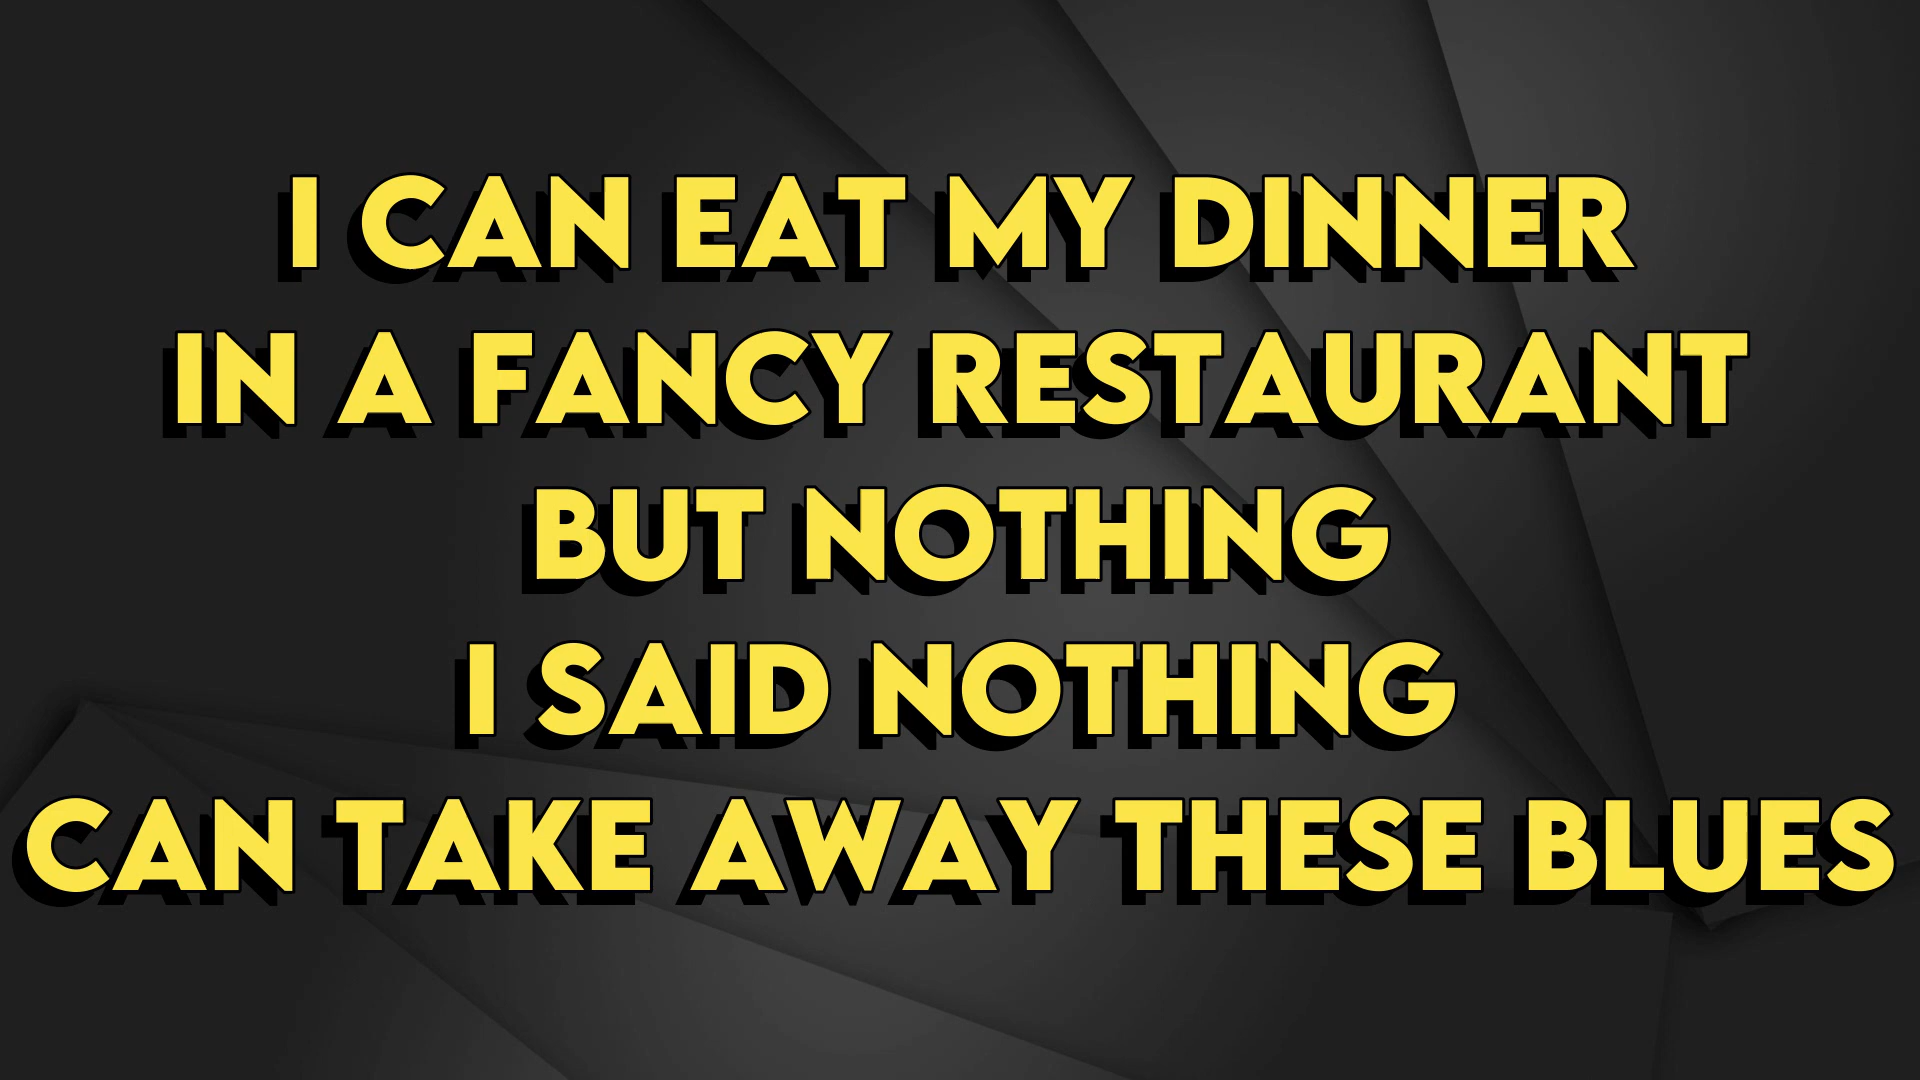 I CAN EAT MY DINNER
IN A FANCY RESTAURANT
BUT NOTHING
I SAID NOTHING
CAN TAKE AWAY THESE BLUES